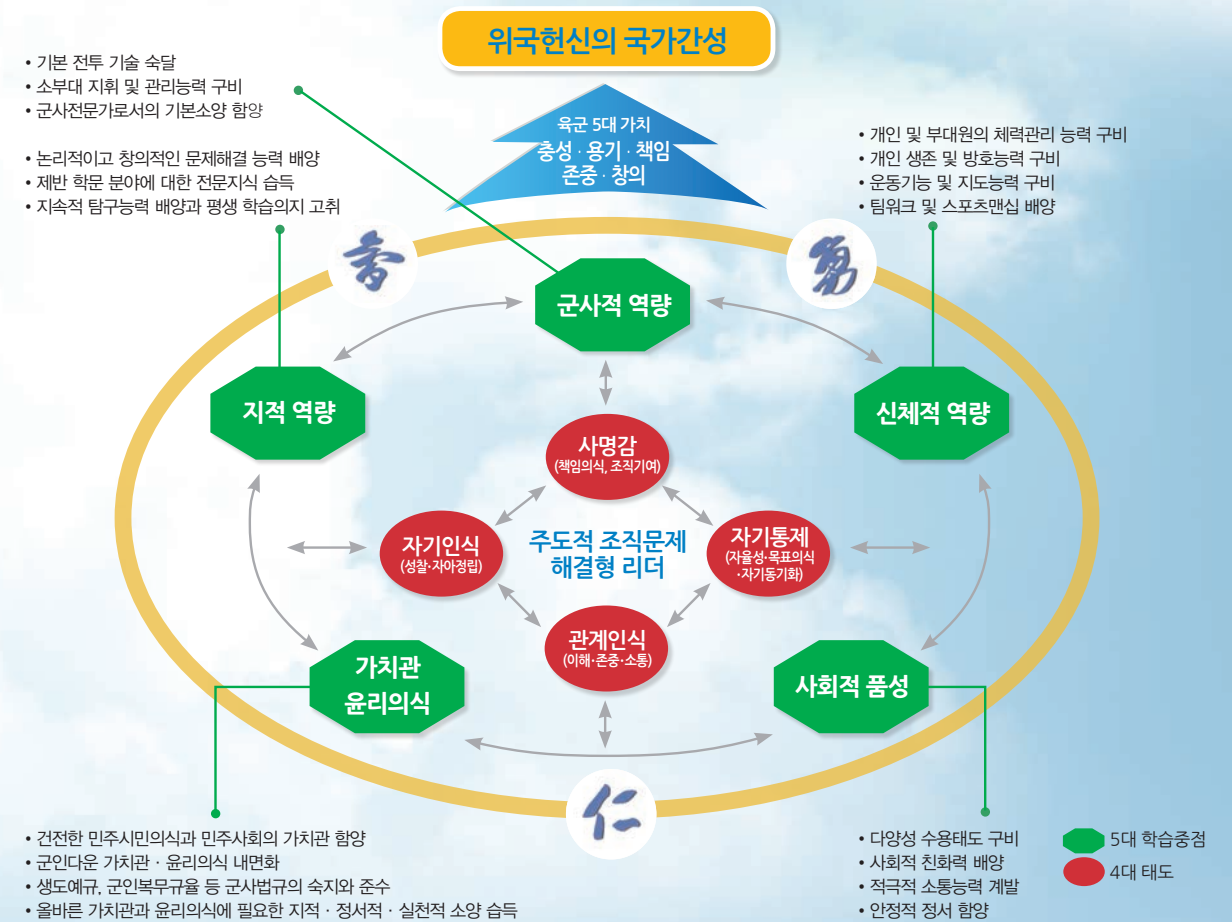 위국헌신의 국가간성
육군 5대 가치
충성 · 용기 · 책임
존중 · 창의
• 기본 전투 기술 숙달
• 소부대 지휘 및 관리능력 구비
• 군사전문가로서의 기본소양 함양
• 논리적이고 창의적인 문제해결 능력 배양
• 제반 학문 분야에 대한 전문지식 습득
• 지속적 탐구능력 배양과 평생 학습의지 고취
• 개인 및 부대원의 체력관리 능력 구비
• 개인 생존 및 방호능력 구비
• 운동기능 및 지도능력 구비
• 팀워크 및 스포츠맨십 배양
군사적 역량
지적 역량
신체적 역량
사명감
(책임의식, 조직기여)
자기인식
(성찰·자아정립)
주도적 조직문제
해결형 리더
자기통제
(자율성·목표의식
·자기동기화)
관계인식
(이해·존중·소통)
가치관
윤리의식
사회적 품성
仁
• 건전한 민주시민의식과 민주사회의 가치관 함양
• 군인다운 가치관 · 윤리의식 내면화
• 생도예규, 군인복무규율 등 군사법규의 숙지와 준수
• 올바른 가치관과 윤리의식에 필요한 지적 · 정서적 · 실천적 소양 습득
• 다양성 수용태도 구비
• 사회적 친화력 배양
• 적극적 소통능력 계발
• 안정적 정서 함양
5대 학습중점
4대 태도